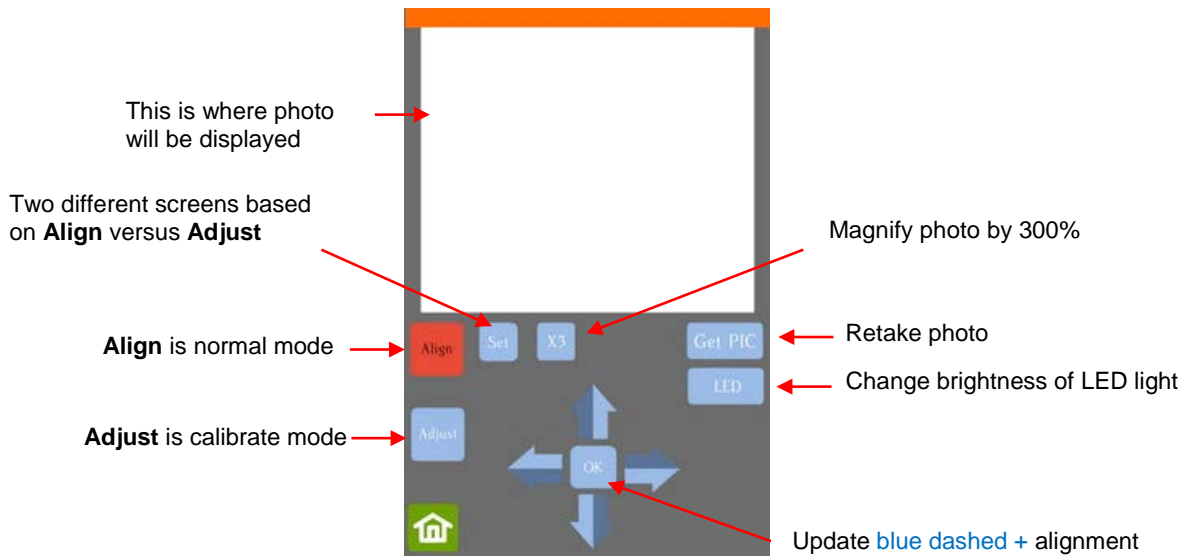 This is where photo
will be displayed
Two different screens based
on Align versus Adjust
Magnify photo by 300%
Align is normal mode
Align
Set
X3
Get PIC
Retake photo
LED
Change brightness of LED light
Adjust is calibrate mode
Adjust
OK
Update blue dashed + alignment